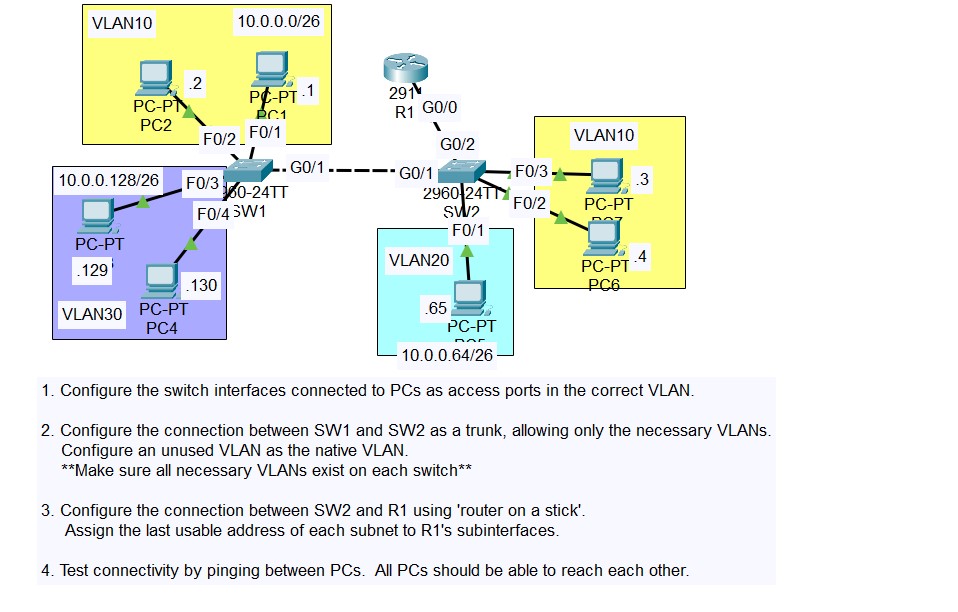 VLAN10
10.0.0.0/26
.2
.1
PC-PT
PC2
PC-PT
PC1
F0/2
F0/1
R1
G0/0
G0/2
VLAN10
10.0.0.128/26
F0/3
G0/1
G0/1
F0/3
.3
60-24TT
SW1
2960-24TT
SW2
F0/2
PC-PT
F0/4
F0/1
PC-PT
.129
VLAN20
.4
PC-PT
PC6
.130
VLAN30
PC-PT
PC4
.65
PC-PT
10.0.0.64/26
1. Configure the switch interfaces connected to PCs as access ports in the correct VLAN.
2. Configure the connection between SW1 and SW2 as a trunk, allowing only the necessary VLANs.
Configure an unused VLAN as the native VLAN.
**Make sure all necessary VLANs exist on each switch**
3. Configure the connection between SW2 and R1 using 'router on a stick'.
Assign the last usable address of each subnet to R1's subinterfaces.
4. Test connectivity by pinging between PCs.  All PCs should be able to reach each other.